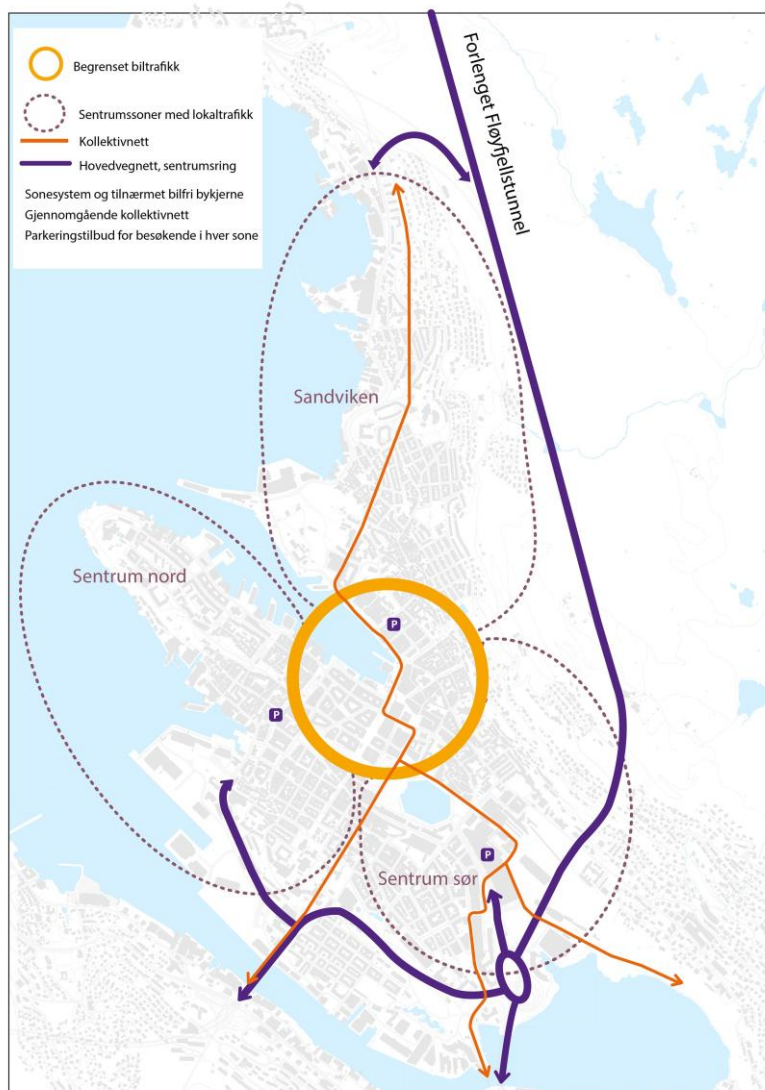 Begrenset biltrafikk
Sentrumssoner med lokaltrafikk
Kollektivnett
Hovedvegnett, sentrumsring
Sonesystem og tilnærmet bilfri bykjerne
Gjennomgående kollektivnett
Parkeringstilbud for besøkende i hver sone
Forlenget Fløyfjellstunnel
Sandviken
Sentrum nord
P
P
Sentrum sør
P